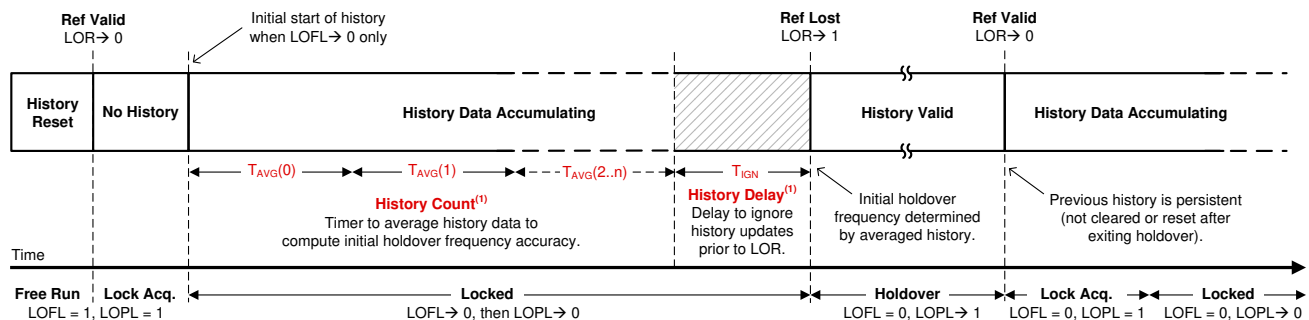 Ref Valid
LOR→ 0
Initial start of history
when LOFL→ 0 only
Ref Lost
LOR→ 1
Ref Valid
LOR→ 0
History
Reset
No History
History Data Accumulating
History Valid
History Data Accumulating
TAVG(0)
TAVG(1)
TAVG(2..n)
TIGN
History Count(1)
Timer to average history data to
compute initial holdover frequency accuracy.
History Delay(1)
Delay to ignore
history updates
prior to LOR.
Initial holdover
frequency determined
by averaged history.
Previous history is persistent
(not cleared or reset after
exiting holdover).
Time
Free Run
Lock Acq.
LOFL = 1, LOPL = 1
Locked
LOFL→ 0, then LOPL→ 0
Holdover
LOFL = 0, LOPL→ 1
Lock Acq.
LOFL = 0, LOPL = 1
Locked
LOFL = 0, LOPL→ 0